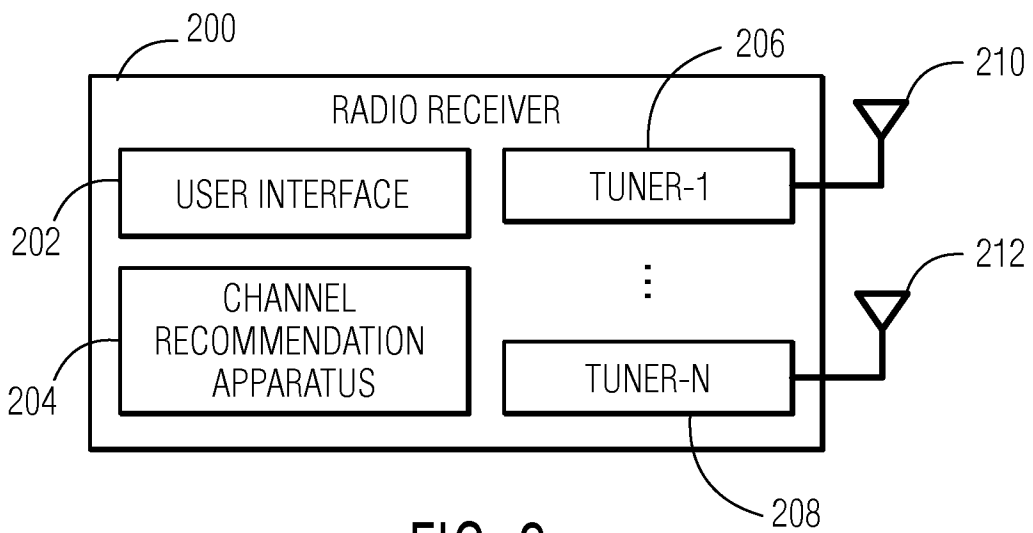 200
206
210
RADIO RECEIVER
USER INTERFACE
TUNER-1
202
212
CHANNEL
RECOMMENDATION
APPARATUS
TUNER-N
204
208